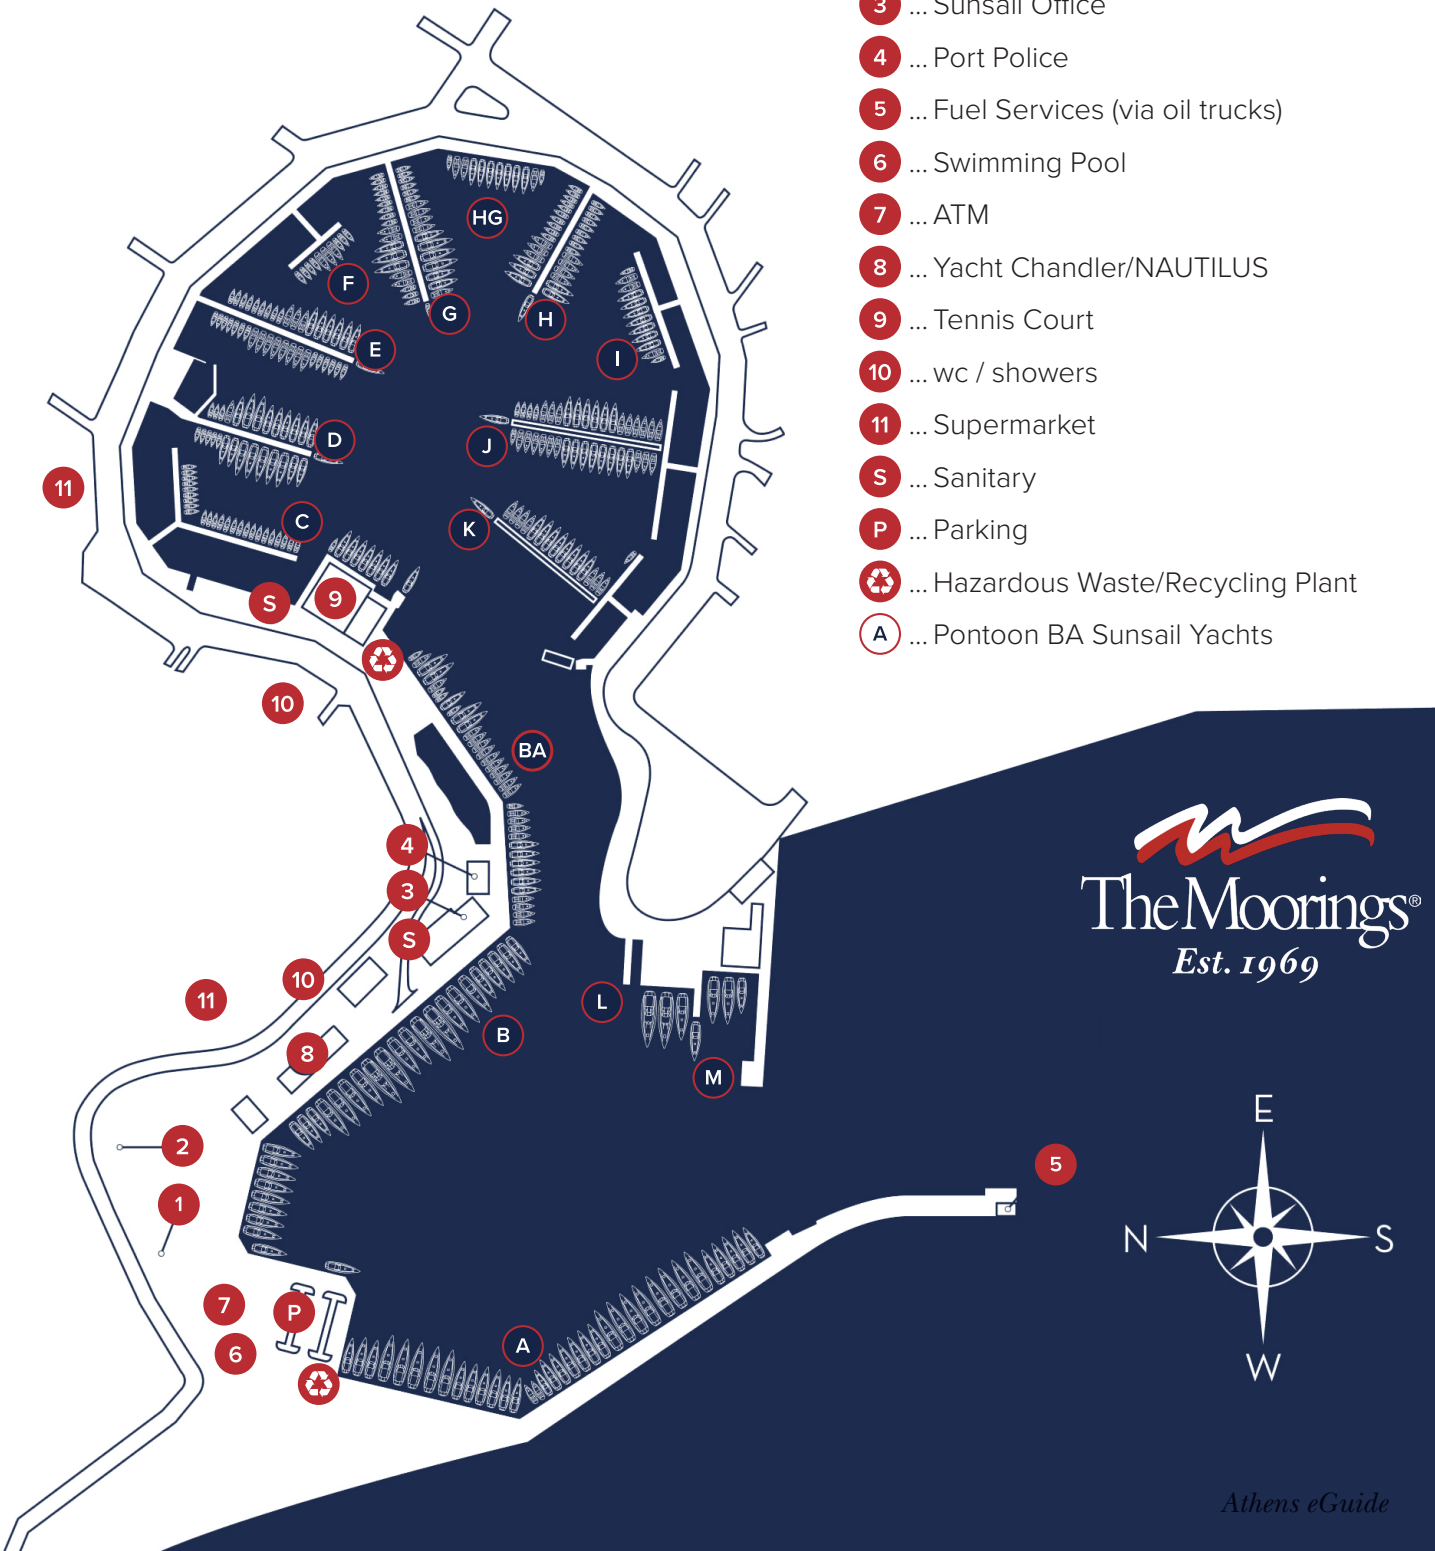 3 ... Sunsail Office
4 ... Port Police
5 ... Fuel Services (via oil trucks)
6 ... Swimming Pool
7 ... ATM
8 ... Yacht Chandler/NAUTILUS
9 ... Tennis Court
10 ... wc / showers
11 ... Supermarket
S ... Sanitary
P ... Parking
... Hazardous Waste/Recycling Plant
A ... Pontoon BA Sunsail Yachts
HG
F
G
H
E
I
D
J
11
C
K
S
9
10
BA
4
3
S
10
11
L
B
8
M
2
1
5
7
P
6
A
The Moorings®
Est. 1969
E
N
S
W
Athens eGuide